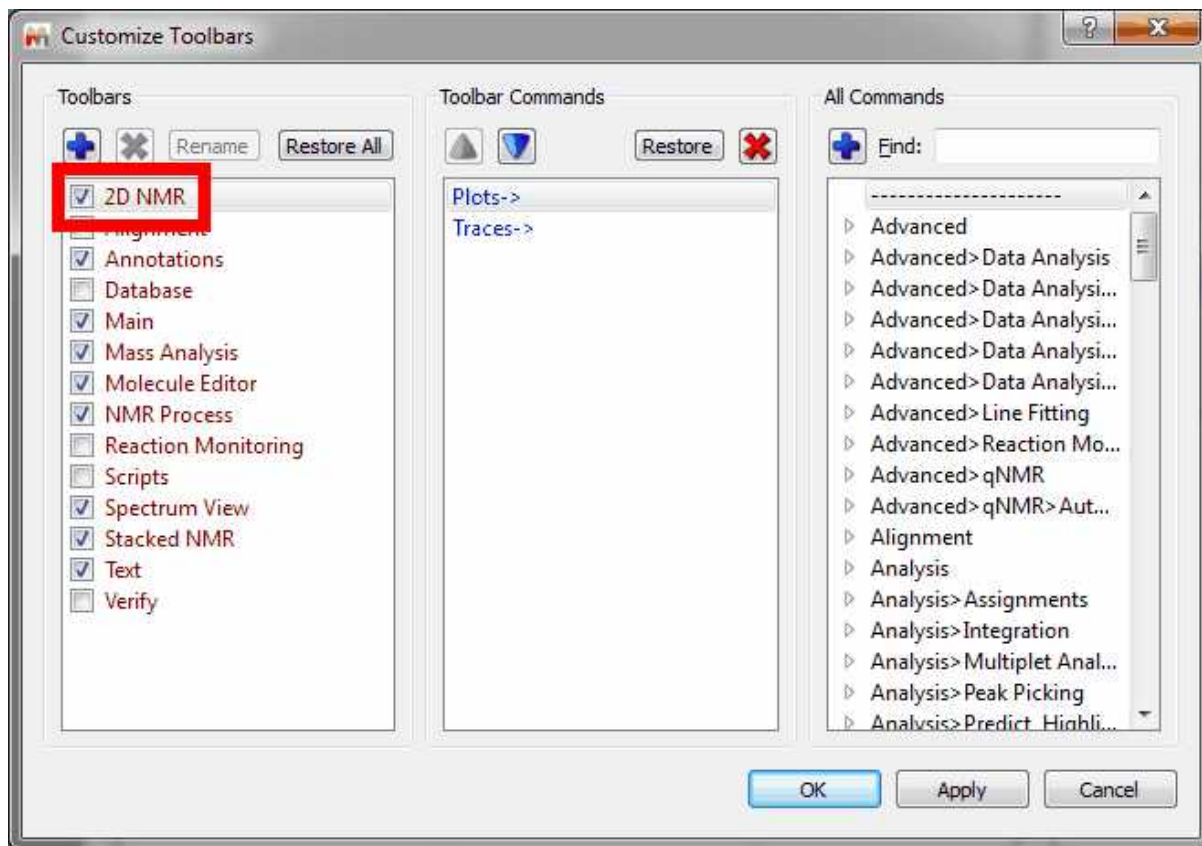 Customize Toolbars
Toolbars
Rename
Restore All
2D NMR
Alignment
Annotations
Database
Main
Mass Analysis
Molecule Editor
NMR Process
Reaction Monitoring
Scripts
Spectrum View
Stacked NMR
Text
Verify
Toolbar Commands
Restore
Plots->
Traces->
All Commands
Find:
---------------------
Advanced
Advanced>Data Analysis
Advanced>Data Analysi...
Advanced>Data Analysi...
Advanced>Data Analysi...
Advanced>Data Analysi...
Advanced>Line Fitting
Advanced>Reaction Mo...
Advanced>qNMR
Advanced>qNMR>Aut...
Alignment
Analysis
Analysis>Assignments
Analysis>Integration
Analysis>Multiplet Anal...
Analysis>Peak Picking
Analysis>Predict Highli...
OK
Apply
Cancel